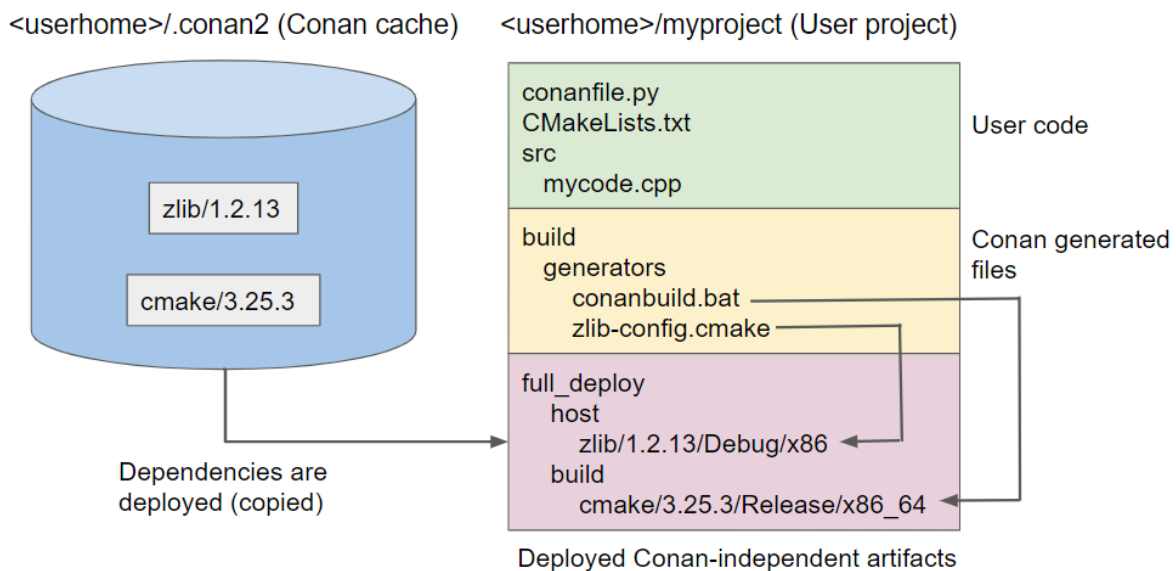 <userhome>/.conan2 (Conan cache)
<userhome>/myproject (User project)
zlib/1.2.13
cmake/3.25.3
Dependencies are
deployed (copied)
conanfile.py
CMakeLists.txt
src
mycode.cpp
User code
build
generators
conanbuild.bat
zlib-config.cmake
Conan generated
files
full_deploy
host
zlib/1.2.13/Debug/x86
build
cmake/3.25.3/Release/x86_64
Deployed Conan-independent artifacts